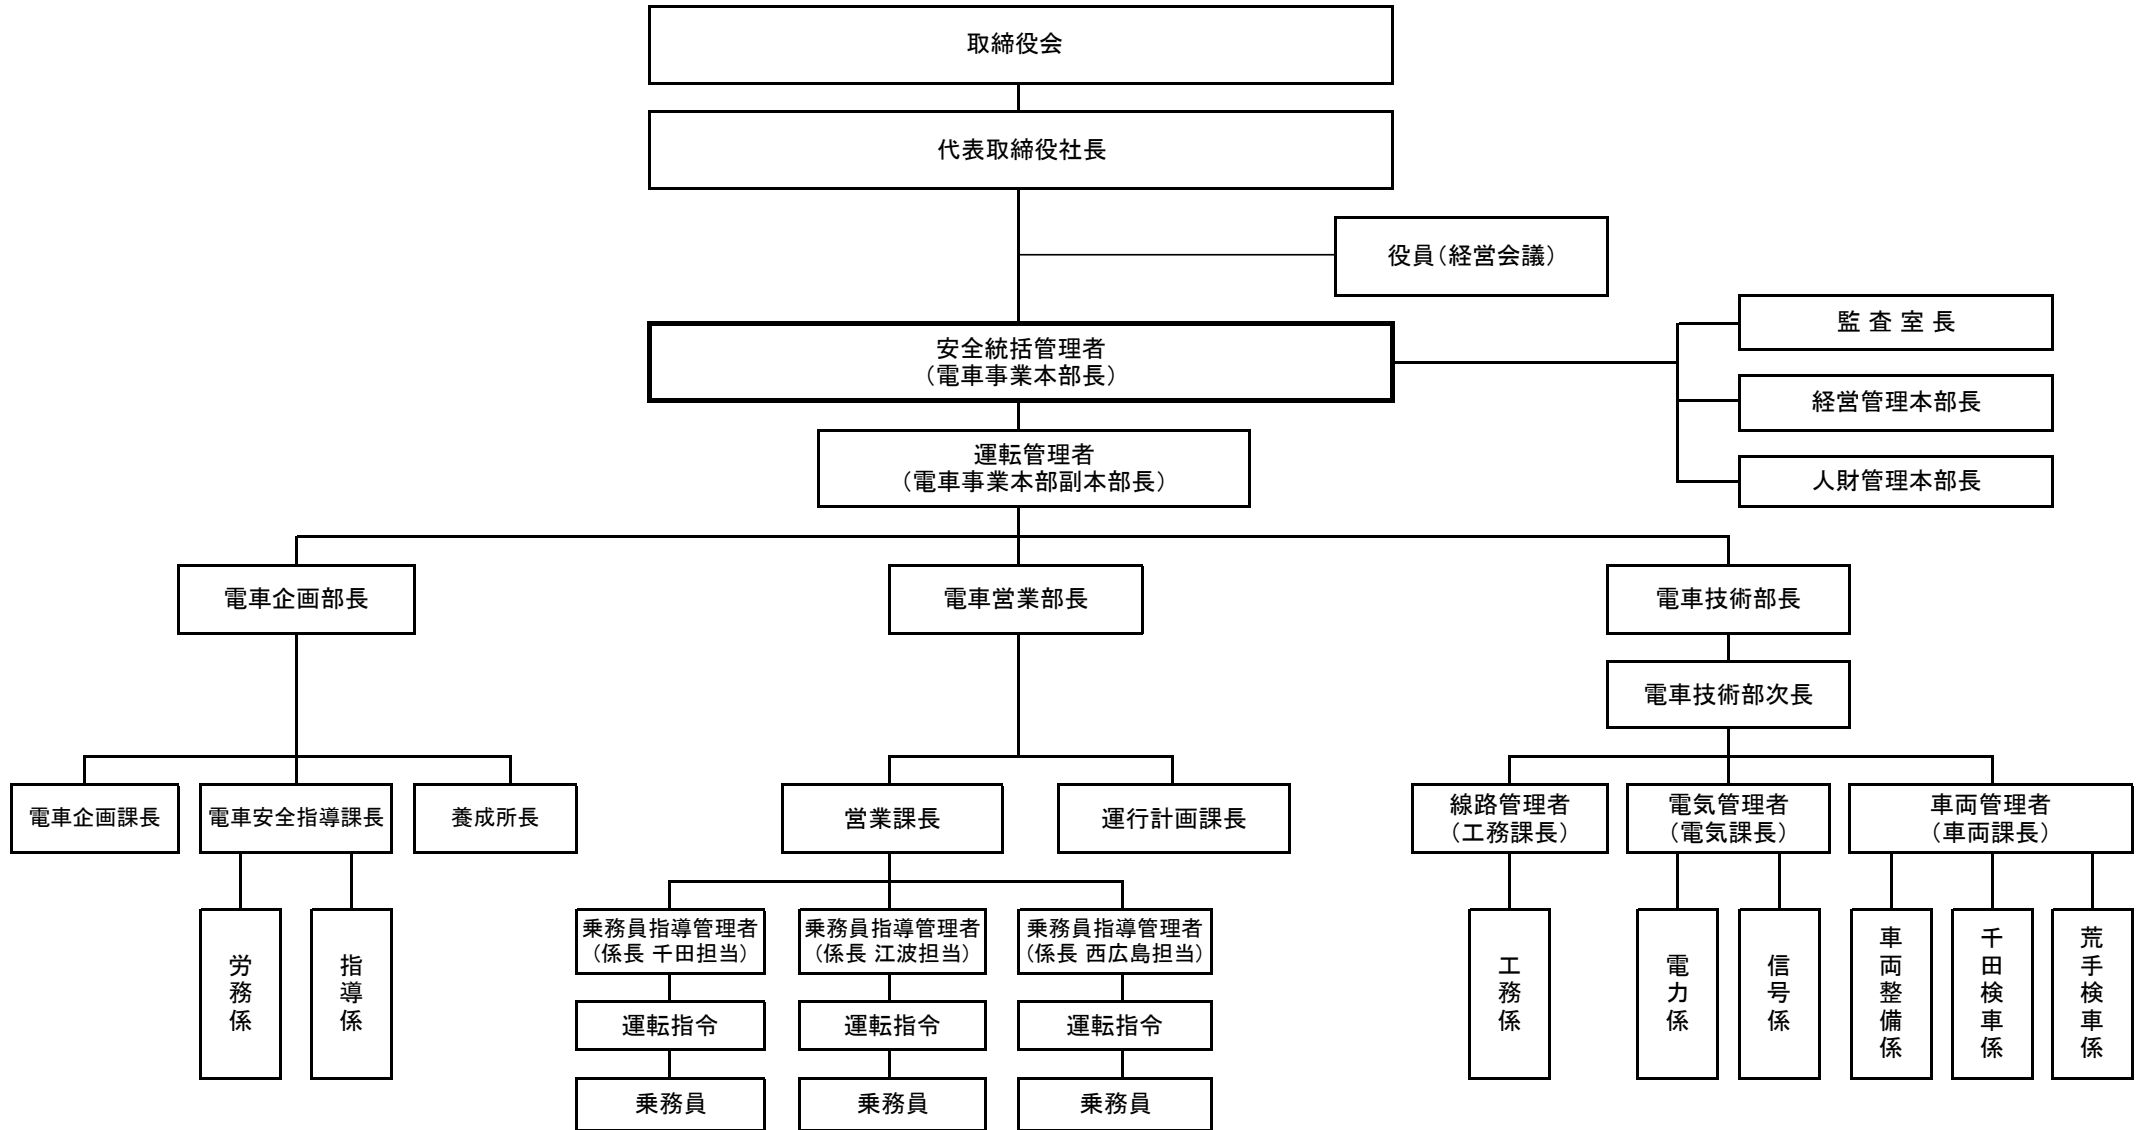 取締役会
代表取締役社長
役員（経営会議）
監 査 室 長
安全統括管理者
（電車事業本部長）
経営管理本部長
運転管理者
（電車事業本部副本部長）
人財管理本部長
電車企画部長
電車営業部長
電車技術部長
電車技術部次長
電車企画課長
電車安全指導課長
養成所長
営業課長
運行計画課長
線路管理者
（工務課長）
電気管理者
（電気課長）
車両管理者
（車両課長）
労務係
指導係
乗務員指導管理者
（係長 千田担当）
乗務員指導管理者
（係長 江波担当）
乗務員指導管理者
（係長 西広島担当）
運転指令
運転指令
運転指令
乗務員
乗務員
乗務員
工務係
電力係
信号係
車両整備係
千田検車係
荒手検車係